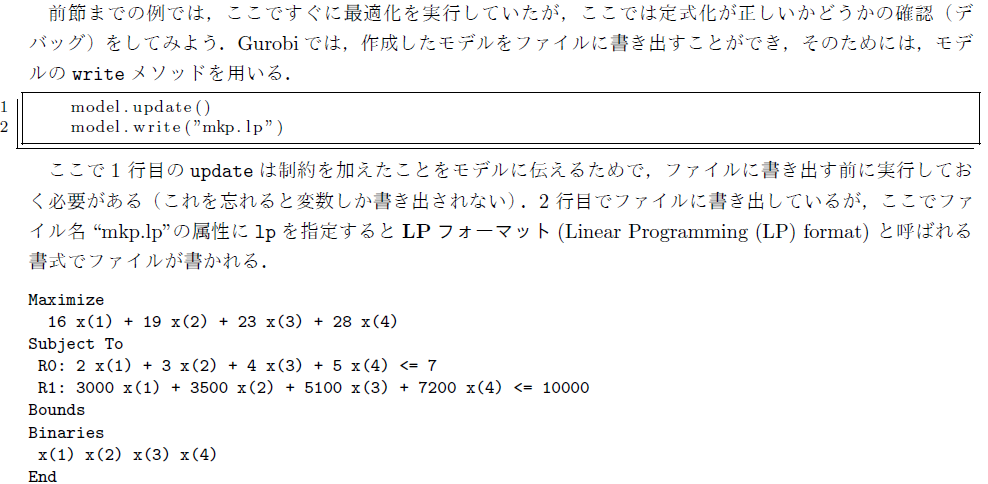 前節までの例では，ここですぐに最適化を実行していたが，ここでは定式化が正しいかどうかの確認（デ
バッグ）をしてみよう．Gurobi では，作成したモデルをファイルに書き出すことができ，そのためには，モデ
ルの write メソッドを用いる．
1 model.update()
2 model.write("mkp.lp")
ここで 1 行目の update は制約を加えたことをモデルに伝えるためで，ファイルに書き出す前に実行してお
く必要がある（これを忘れると変数しか書き出されない）．2 行目でファイルに書き出しているが，ここでファ
イル名 “mkp.lp”の属性に lp を指定すると LP フォーマット (Linear Programming (LP) format) と呼ばれる
書式でファイルが書かれる．
Maximize
16 x(1) + 19 x(2) + 23 x(3) + 28 x(4)
Subject To
R0: 2 x(1) + 3 x(2) + 4 x(3) + 5 x(4) <= 7
R1: 3000 x(1) + 3500 x(2) + 5100 x(3) + 7200 x(4) <= 10000
Bounds
Binaries
x(1) x(2) x(3) x(4)
End